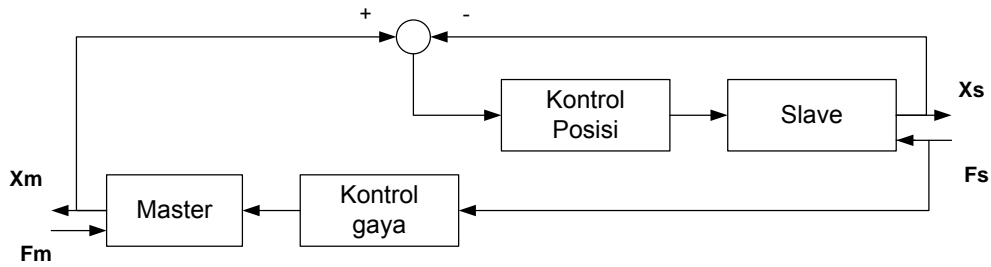 + -
Kontrol
Posisi
Slave
Xs
Fs
Xm
Master
Kontrol
gaya
Fm